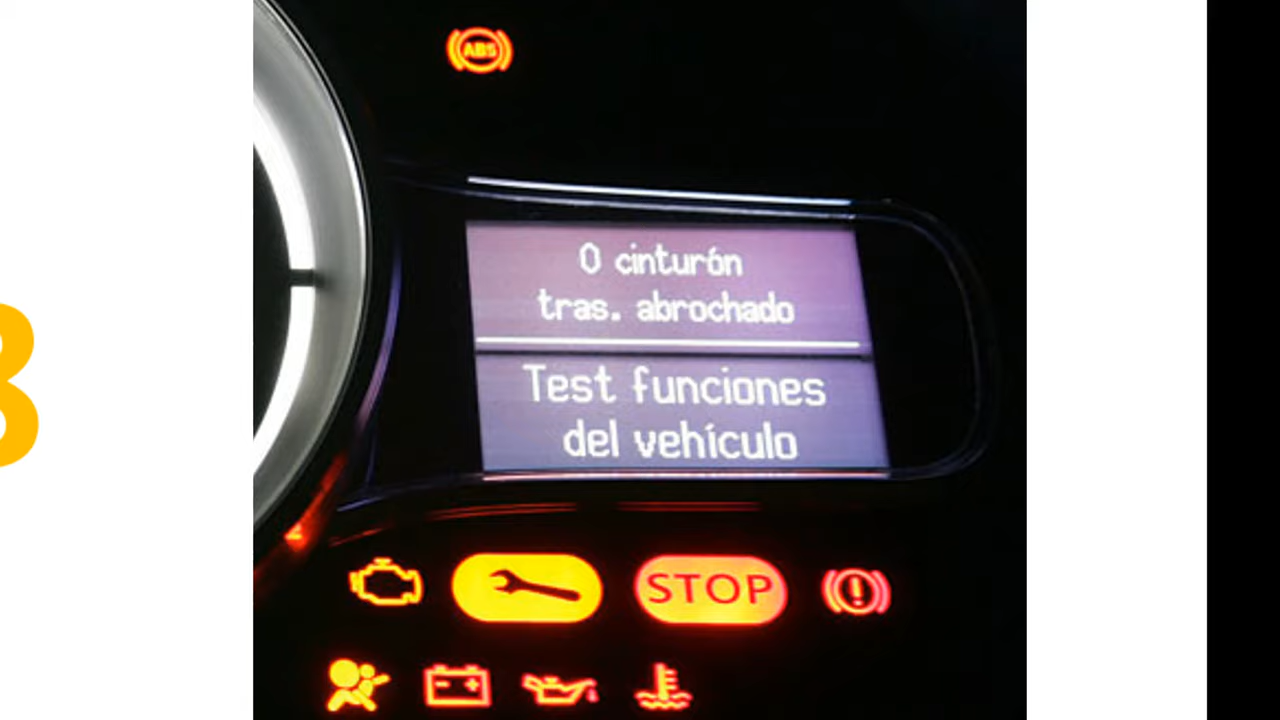 ABS
0 cinturón
tras. abrochado
Test funciones
del vehículo
STOP